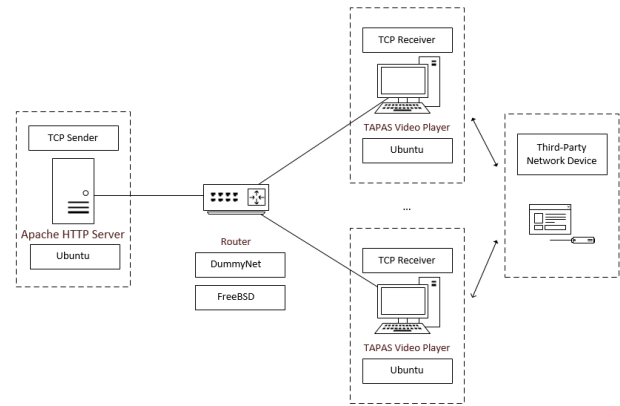 TCP Sender
Apache HTTP Server
Ubuntu
Router
DummyNet
FreeBSD
TCP Receiver
TAPAS Video Player
Ubuntu
...
TCP Receiver
TAPAS Video Player
Ubuntu
Third-Party
Network Device